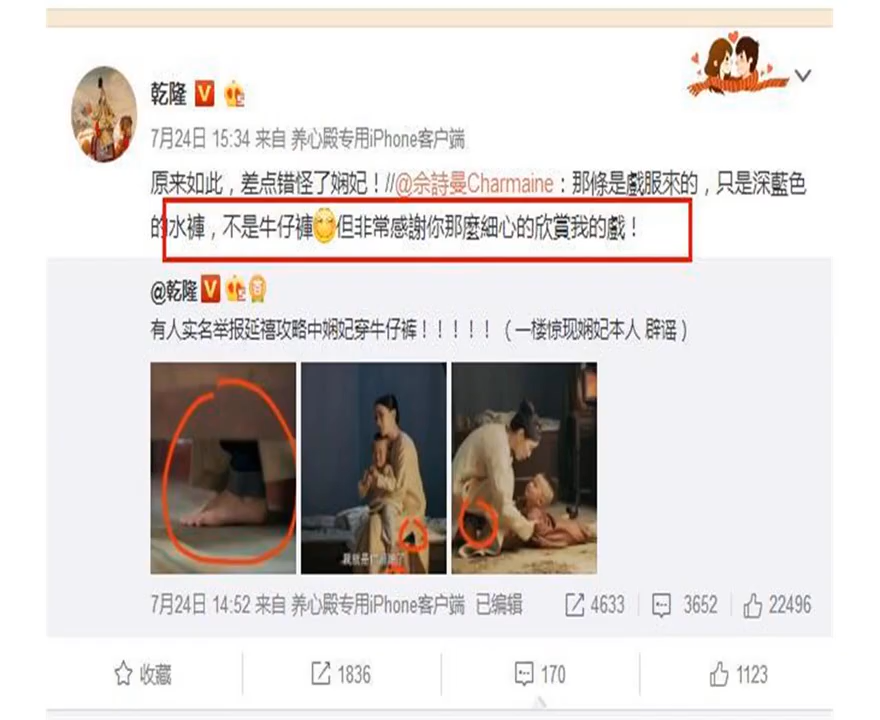 乾隆
7月24日 15:34 来自 养心殿专用iPhone客户端
原来如此，差点错怪了娴妃！//@佘詩曼Charmaine：那條是戲服來的，只是深藍色
的水褲，不是牛仔褲但非常感謝你那麼細心的欣賞我的戲！
@乾隆
有人实名举报延禧攻略中娴妃穿牛仔裤！！！！！（一楼惊现娴妃本人 辟谣）
7月24日 14:52 来自 养心殿专用iPhone客户端 已编辑 4633 3652 22496
收藏 1836 170 1123